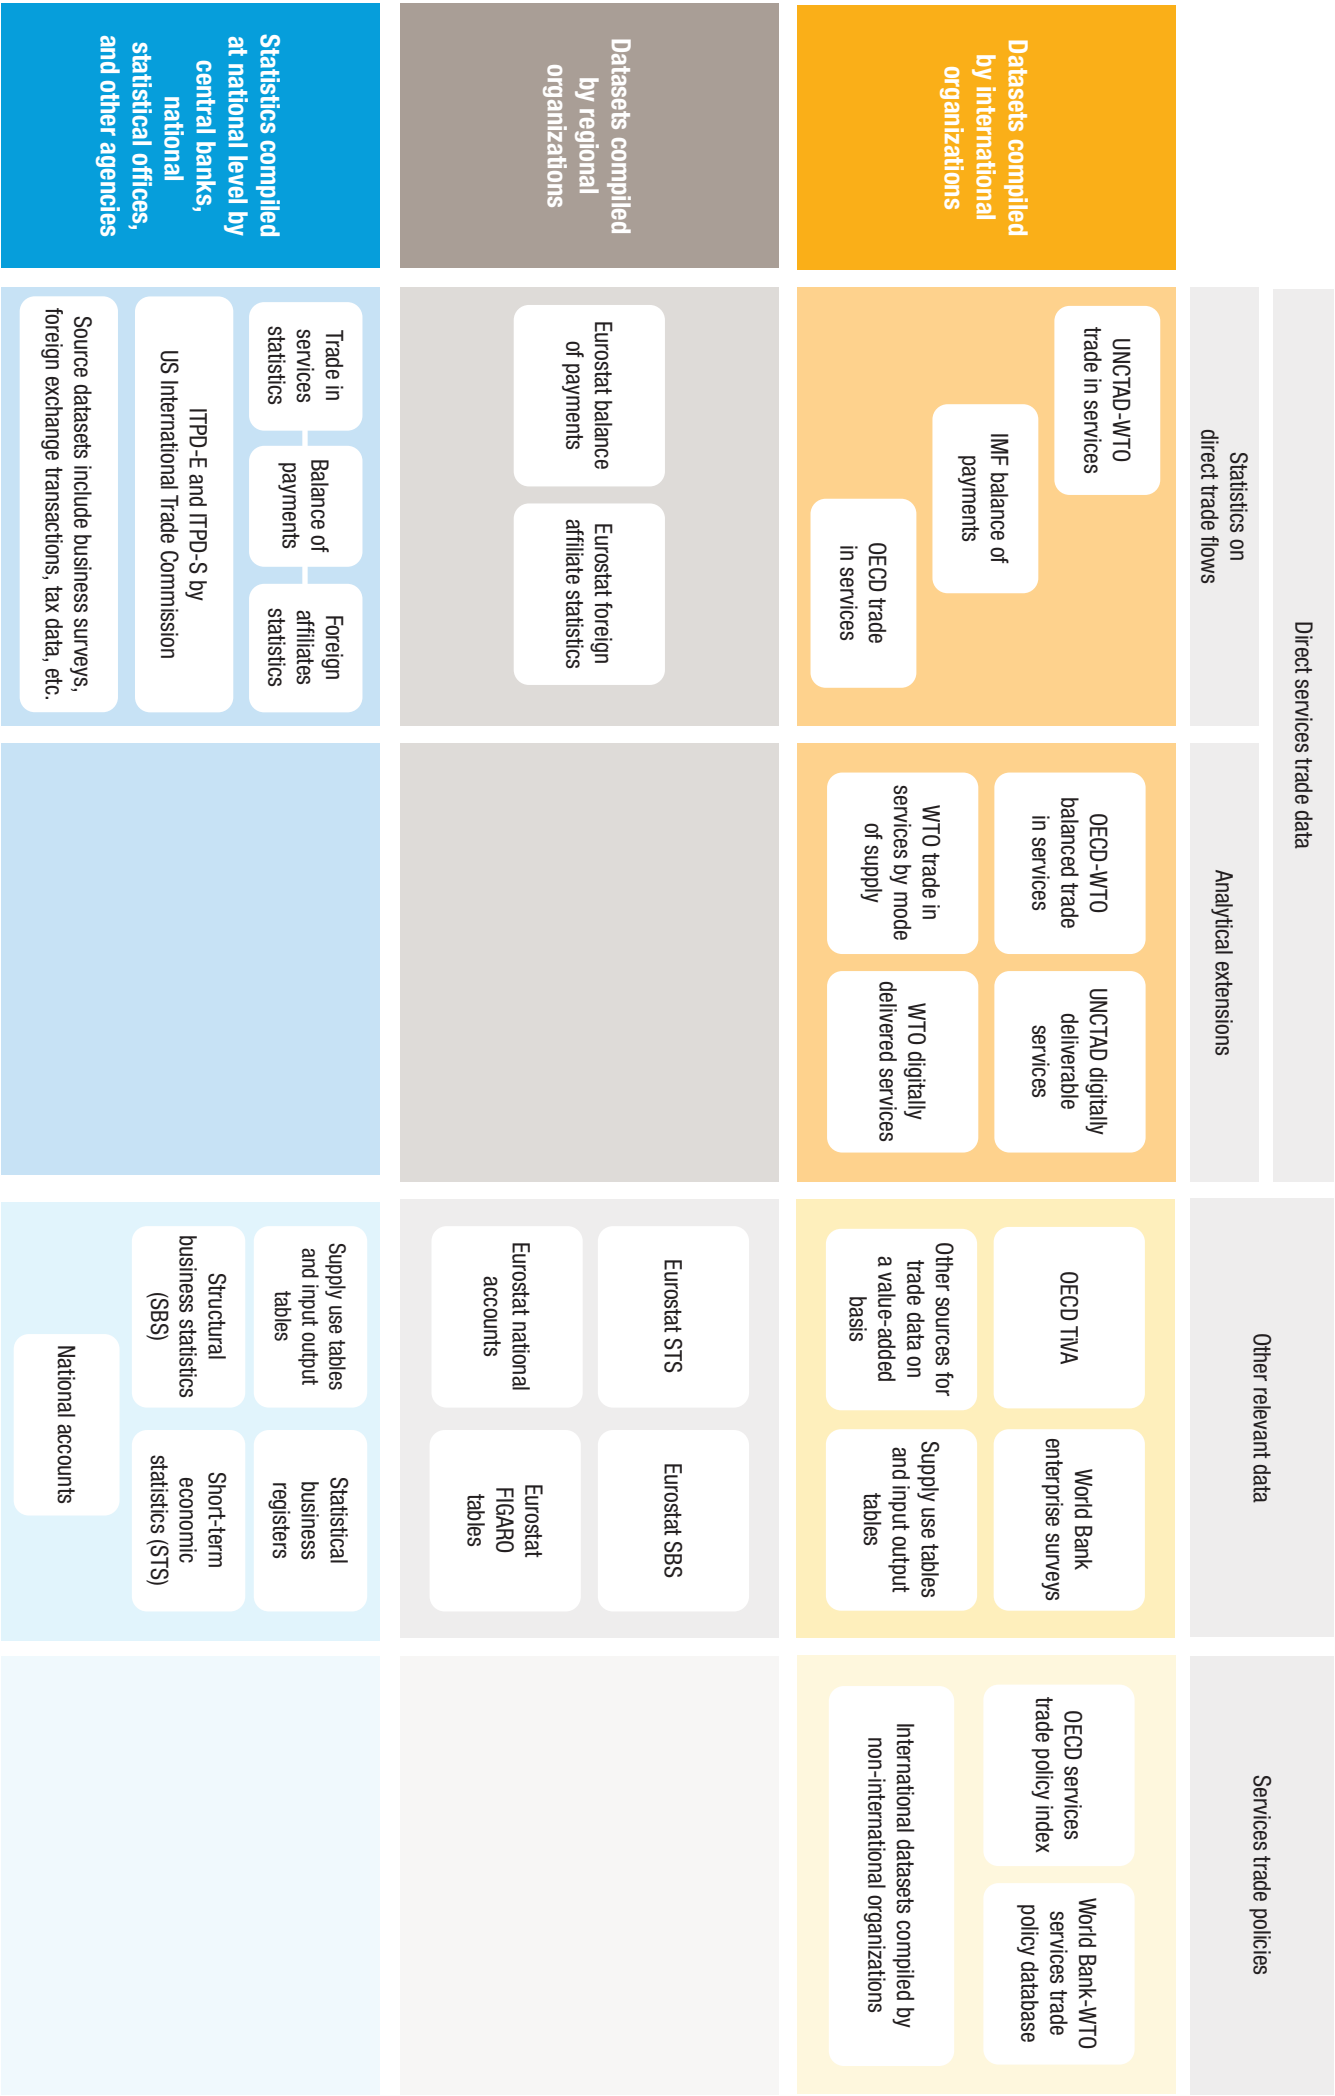 Direct services trade data
Statistics on
direct trade flows
Analytical extensions
Other relevant data
Services trade policies
Datasets compiled
by international
organizations
UNCTAD-WTO
trade in services
IMF balance of
payments
OECD trade
in services
OECD-WTO
balanced trade
in services
UNCTAD digitally
deliverable
services
WTO trade in
services by mode
of supply
WTO digitally
delivered services
OECD TiVA
World Bank
enterprise surveys
Other sources for
trade data on
a value-added
basis
Supply use tables
and input output
tables
OECD services
trade policy index
World Bank-WTO
services trade
policy database
International datasets compiled by
non-international organizations
Datasets compiled
by regional
organizations
Eurostat balance
of payments
Eurostat foreign
affiliate statistics
Eurostat STS
Eurostat SBS
Eurostat national
accounts
Eurostat
FIGARO
tables
Statistics compiled
at national level by
central banks,
national
statistical offices,
and other agencies
Trade in
services
statistics
Balance of
payments
Foreign
affiliates
statistics
ITPD-E and ITPD-S by
US International Trade Commission
Source datasets include business surveys,
foreign exchange transactions, tax data, etc.
Supply use tables
and input output
tables
Statistical
business
registers
Structural
business statistics
(SBS)
Short-term
economic
statistics (STS)
National accounts